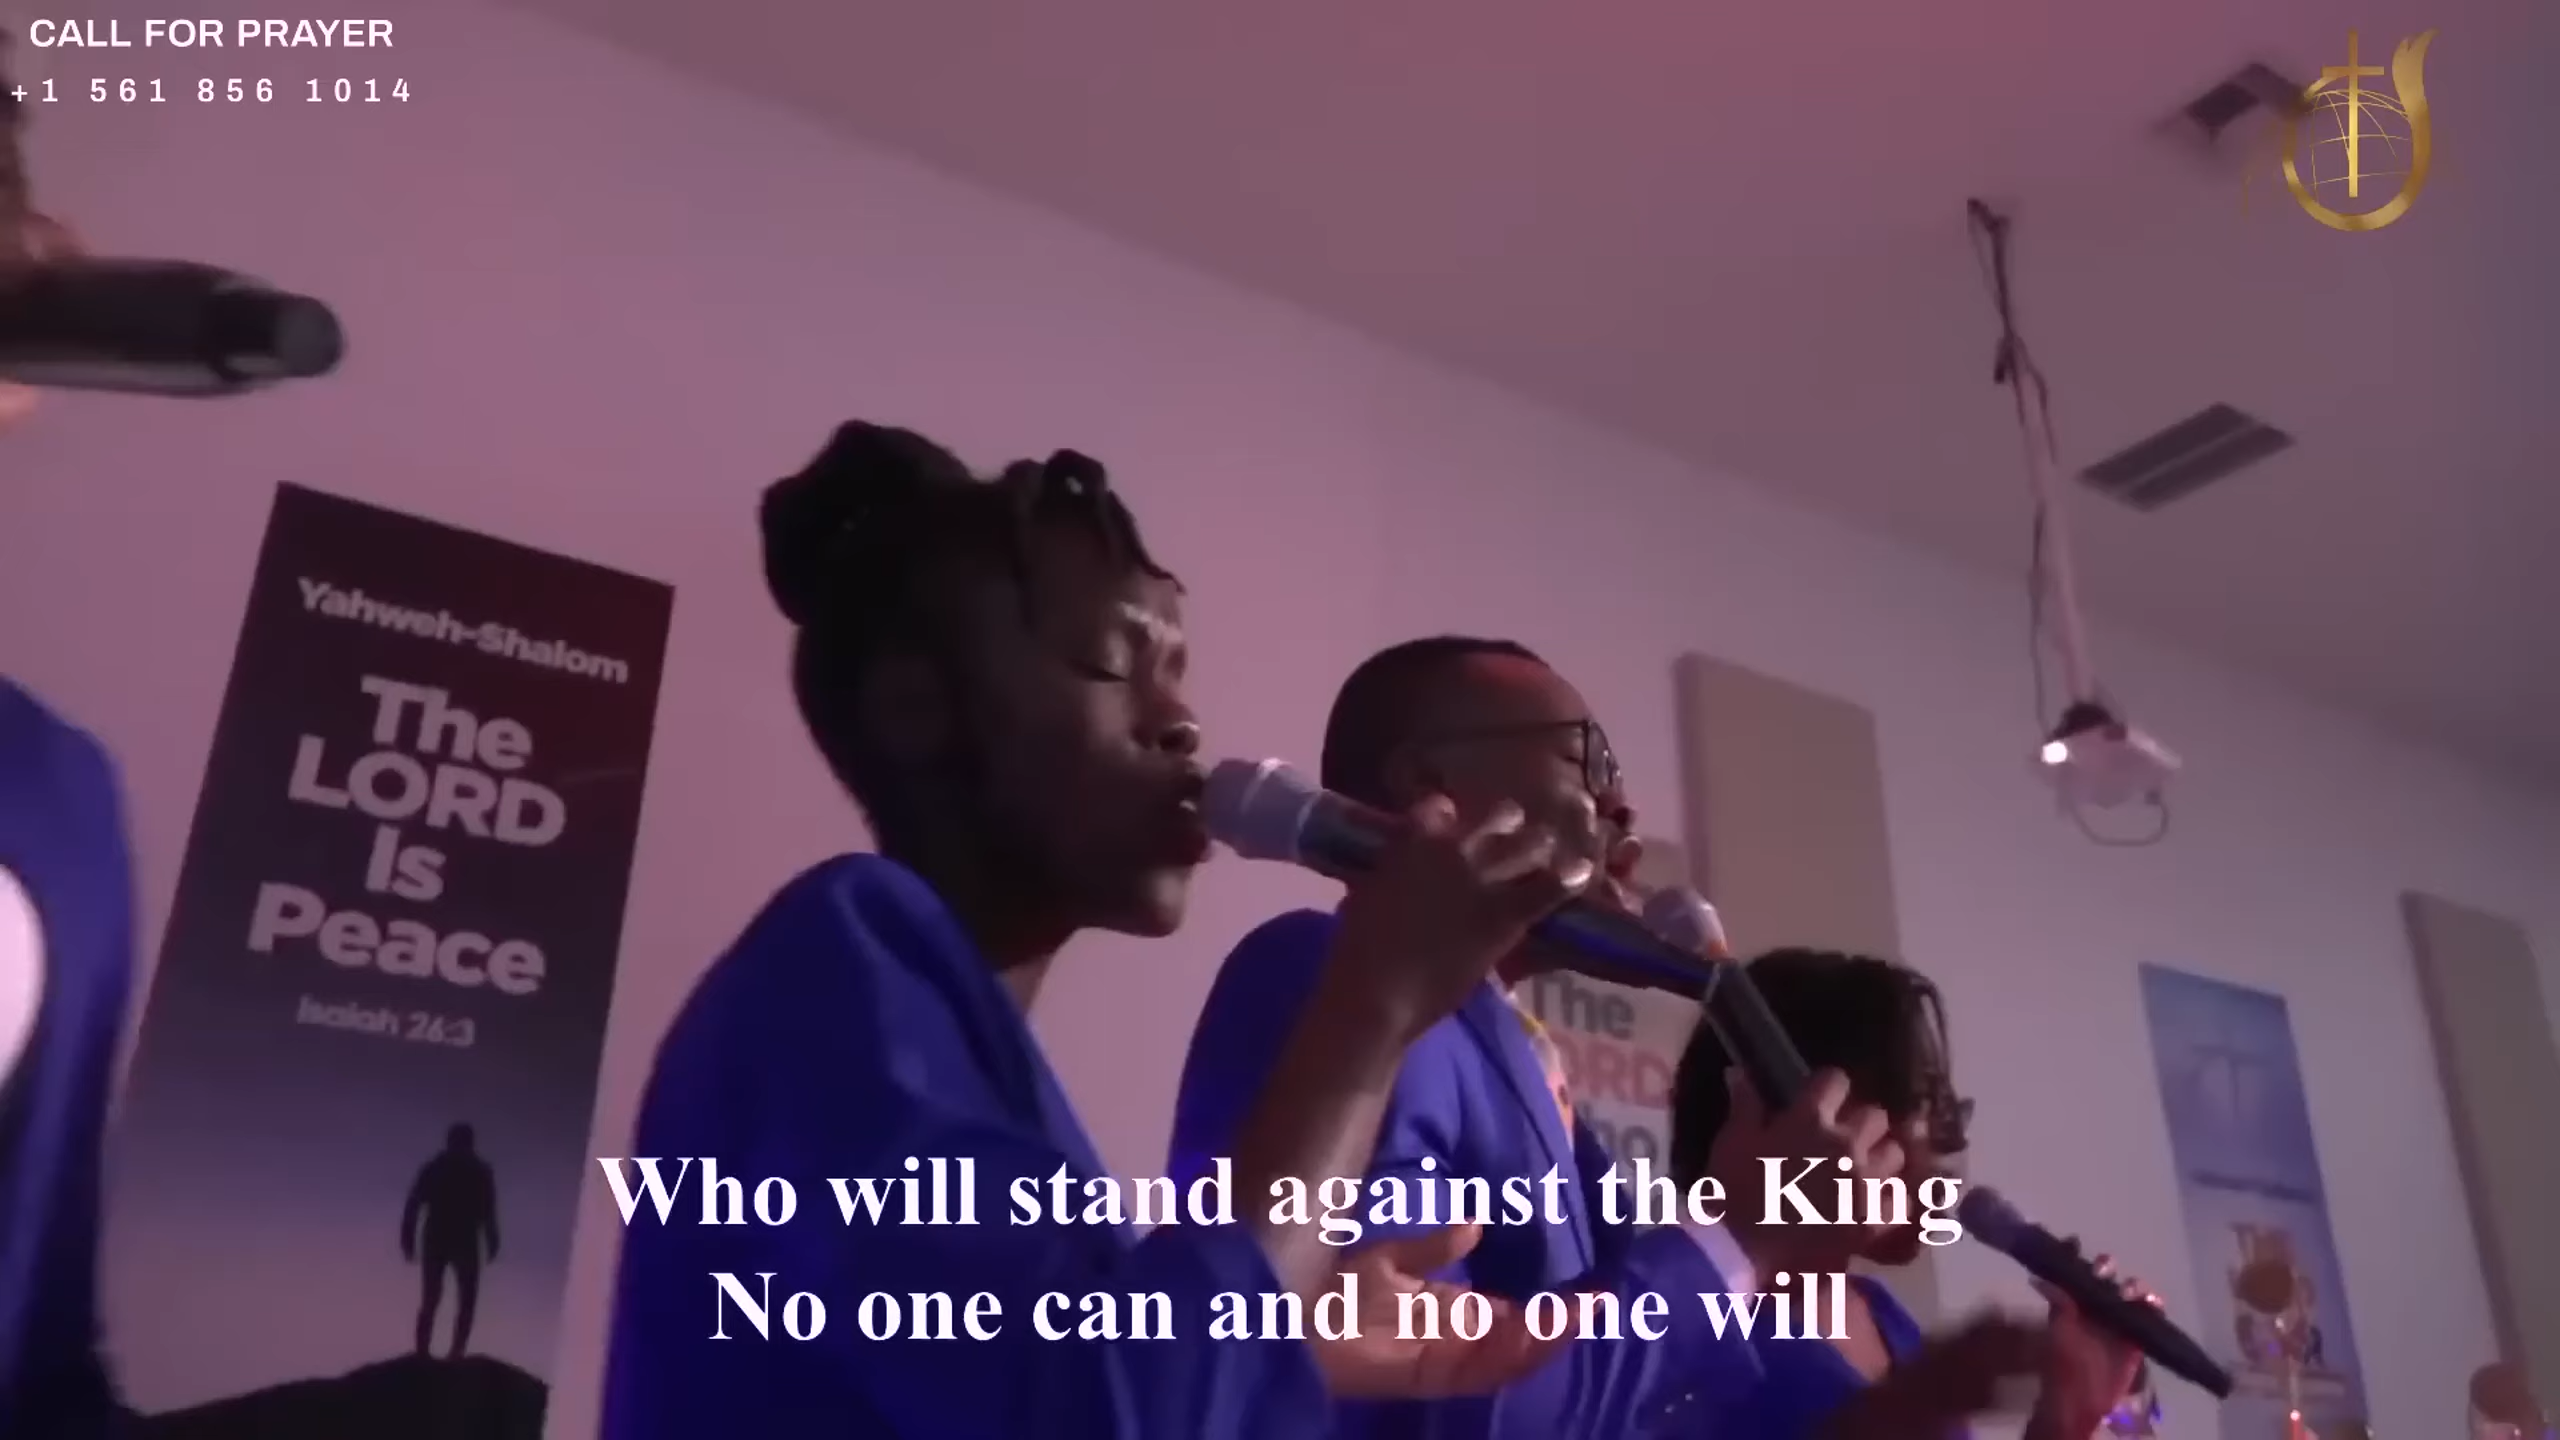 CALL FOR PRAYER
+1 561 856 1014
Yahweh-Shalom
The
LORD
Is
Peace
Isaiah 26:3
The
Who will stand against the King
No one can and no one will